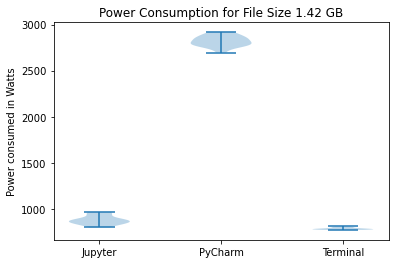 Power Consumption for File Size 1.42 GB
Power consumed in Watts
3000
2500
2000
1500
1000
Jupyter
PyCharm
Terminal